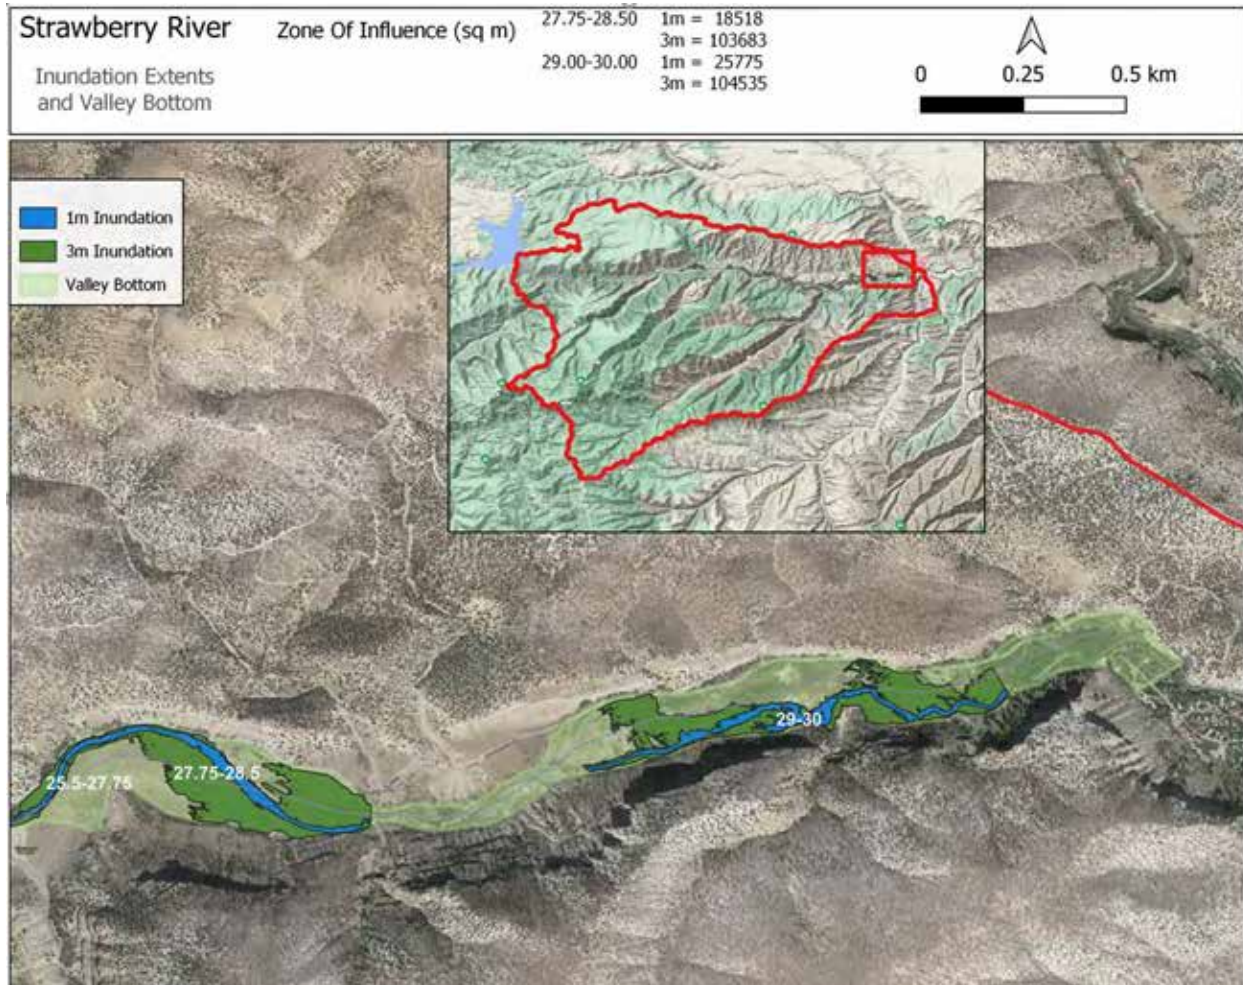 Strawberry River
Zone Of Influence (sq m)
Inundation Extents
and Valley Bottom
27.75-28.50 1m = 18518
3m = 103683
29.00-30.00 1m = 25775
3m = 104535
0 0.25 0.5 km
1m Inundation
3m Inundation
Valley Bottom
25.5-27.75
27.75-28.5
29-30